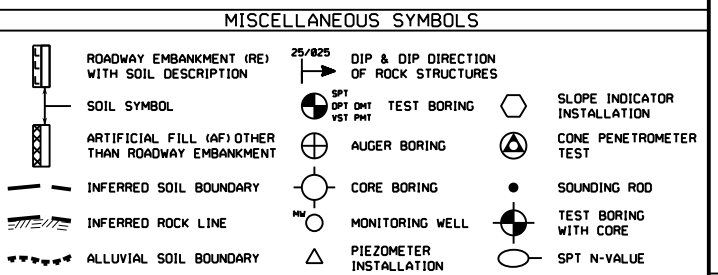 MISCELLANEOUS SYMBOLS
ROADWAY EMBANKMENT (RE)
WITH SOIL DESCRIPTION
SOIL SYMBOL
ARTIFICIAL FILL (AF) OTHER
THAN ROADWAY EMBANKMENT
INFERRED SOIL BOUNDARY
INFERRED ROCK LINE
ALLUVIAL SOIL BOUNDARY
25/025
DIP & DIP DIRECTION
OF ROCK STRUCTURES
SPT
DPT DMT
VST PMT
TEST BORING
AUGER BORING
CORE BORING
MW
MONITORING WELL
PIEZOMETER
INSTALLATION
SLOPE INDICATOR
INSTALLATION
CONE PENETROMETER
TEST
SOUNDING ROD
TEST BORING
WITH CORE
SPT N-VALUE